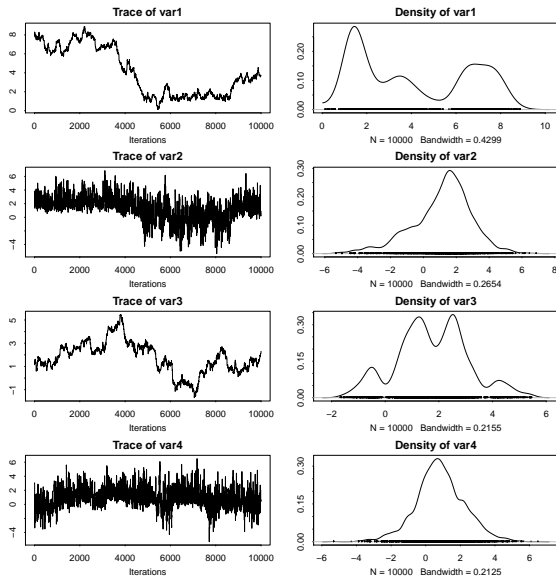 Trace of var1
8
6
4
2
0
0 2000 4000 6000 8000 10000
Iterations
Density of var1
0.30
0.20
0.10
0.00
0 2 4 6 8 10
N = 10000 Bandwidth = 0.4299
Trace of var2
6
4
2
0
−4
0 2000 4000 6000 8000 10000
Iterations
Density of var2
0.30
0.20
0.10
0.00
−6 −4 −2 0 2 4 6 8
N = 10000 Bandwidth = 0.2654
Trace of var3
5
3
1
−1
0 2000 4000 6000 8000 10000
Iterations
Density of var3
0.30
0.15
0.00
−2 0 2 4 6
N = 10000 Bandwidth = 0.2155
Trace of var4
8
6
4
2
0
−4
0 2000 4000 6000 8000 10000
Iterations
Density of var4
0.30
0.15
0.00
−6 −4 −2 0 2 4 6
N = 10000 Bandwidth = 0.2125